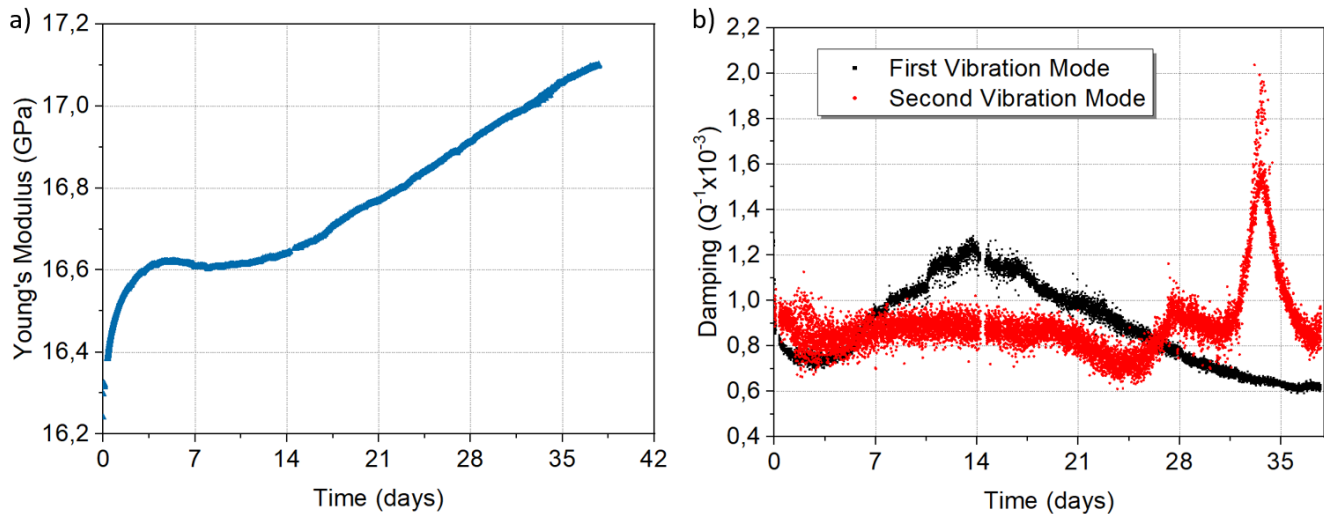 a)
17,2
17,0
16,8
16,6
16,4
16,2
Young's Modulus (GPa)
0 7 14 21 28 35 42
Time (days)
b)
2,2
2,0
1,8
1,6
1,4
1,2
1,0
0,8
0,6
0,4
Damping (Q⁻¹x10⁻³)
First Vibration Mode
Second Vibration Mode
0 7 14 21 28 35
Time (days)